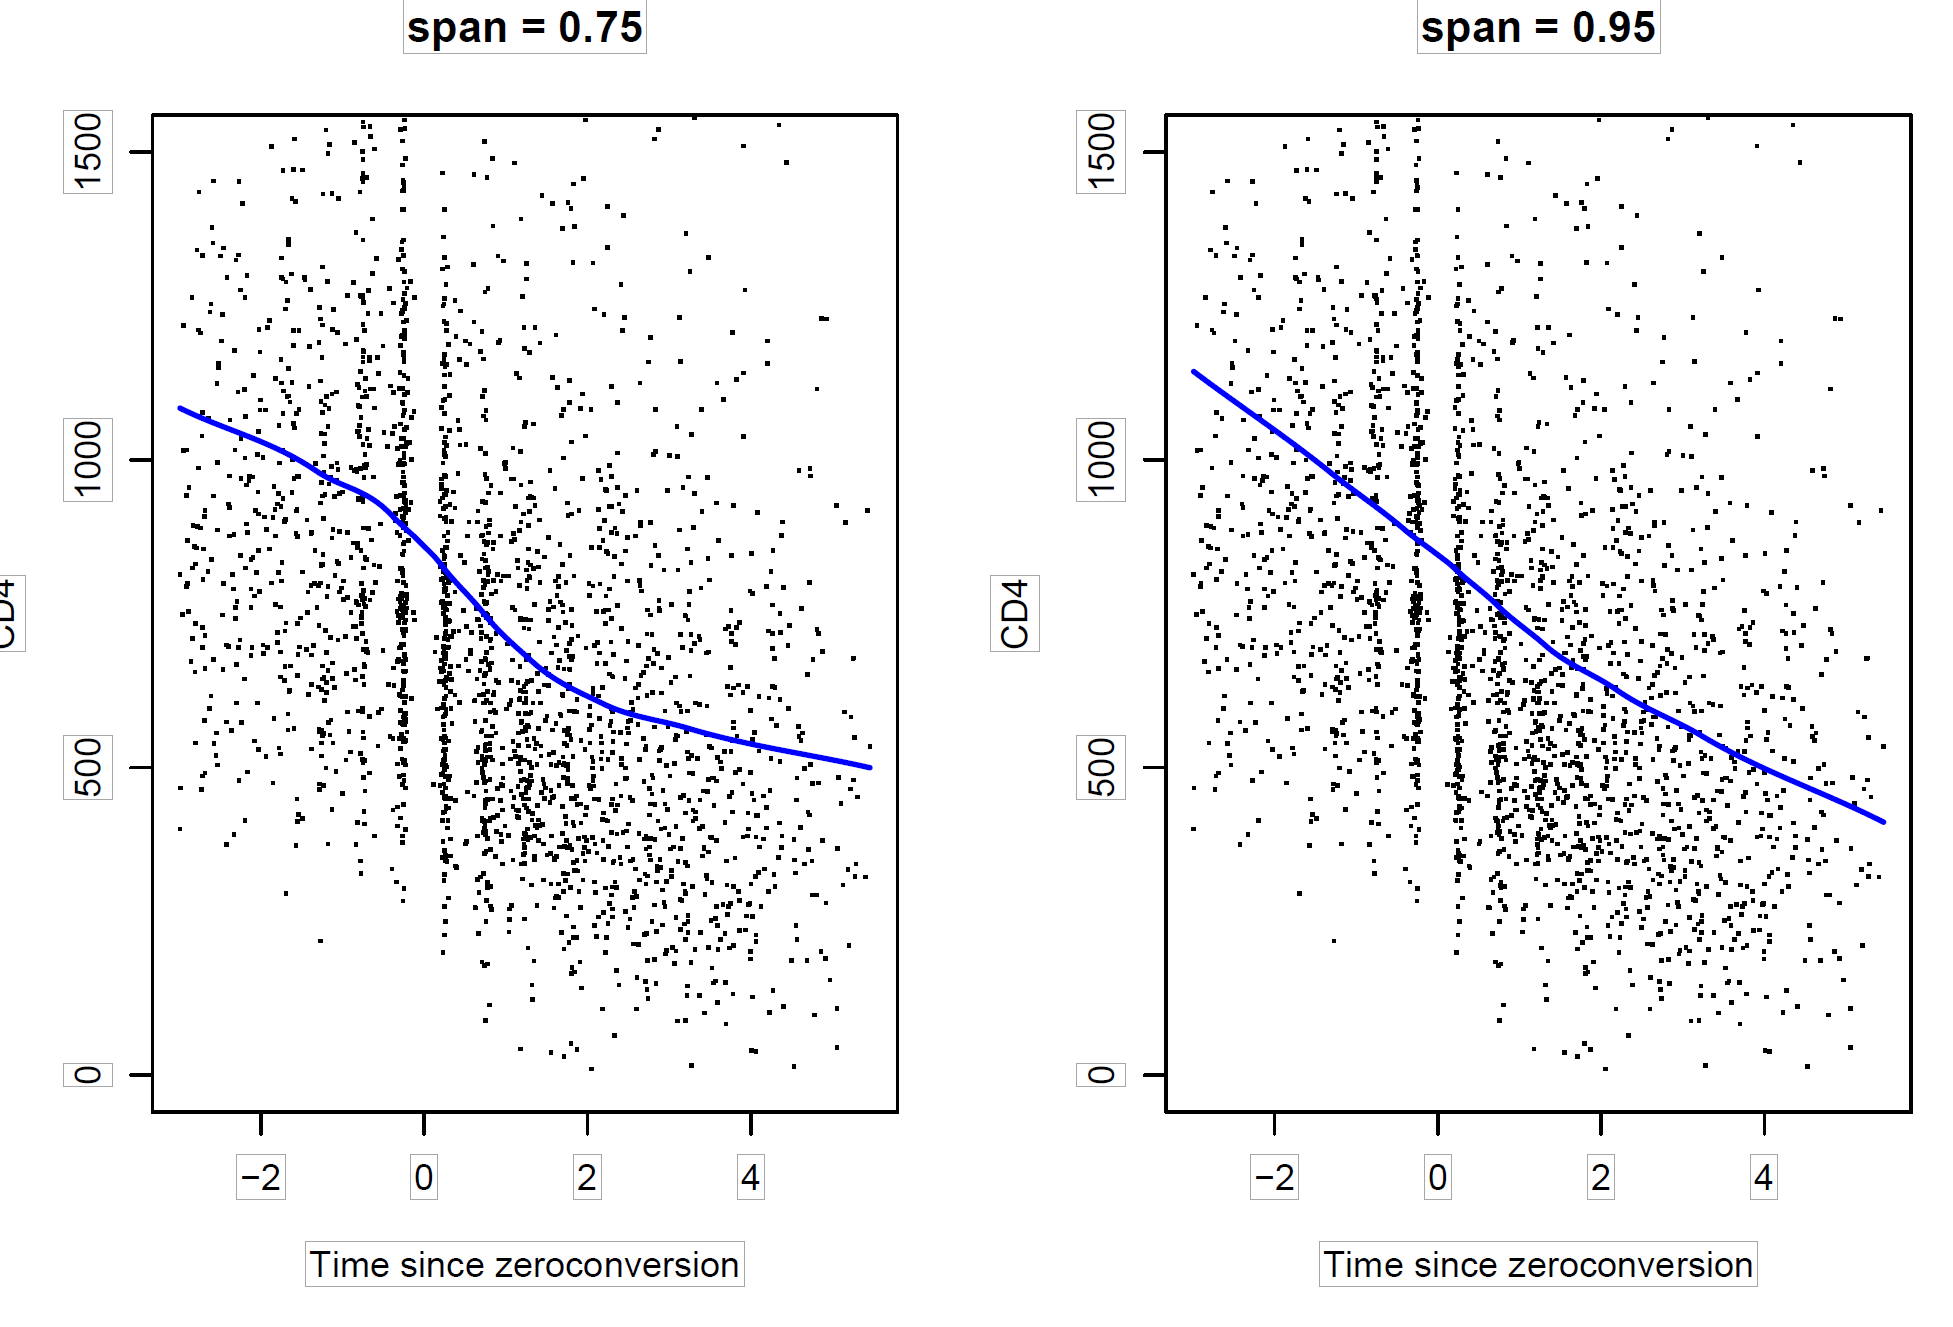 span = 0.75
1500
1000
500
0
CD4
−2 0 2 4
Time since zeroconversion
span = 0.95
1500
1000
500
0
CD4
−2 0 2 4
Time since zeroconversion